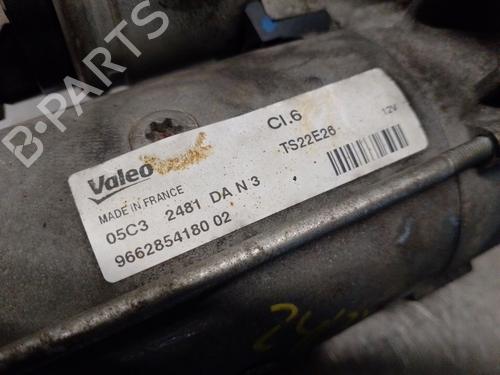 B-PARTS
Valeo
MADE IN FRANCE
05C3 2481 DA N 3
9662854180 02
CI.6
TS22E26
12V